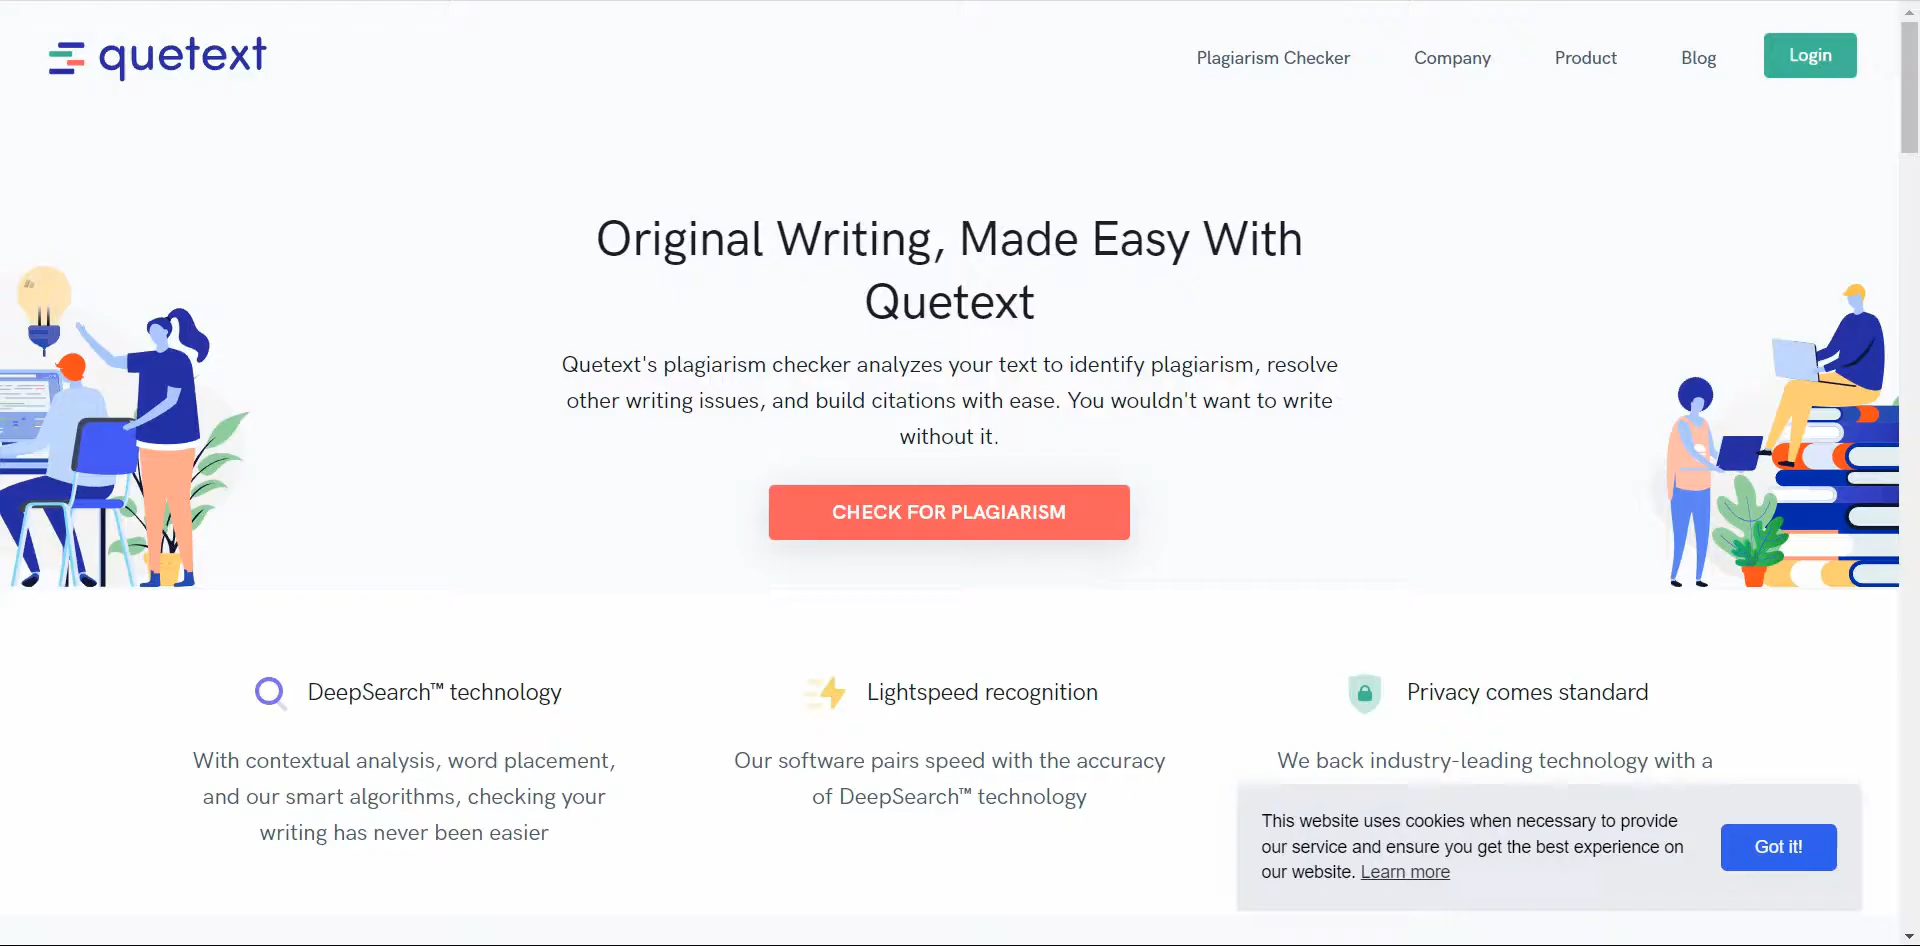 quetext
Plagiarism Checker
Company
Product
Blog
Login
Original Writing, Made Easy With
Quetext
Quetext's plagiarism checker analyzes your text to identify plagiarism, resolve
other writing issues, and build citations with ease. You wouldn't want to write
without it.
CHECK FOR PLAGIARISM
DeepSearch™ technology
With contextual analysis, word placement,
and our smart algorithms, checking your
writing has never been easier
Lightspeed recognition
Our software pairs speed with the accuracy
of DeepSearch™ technology
Privacy comes standard
We back industry-leading technology with a
This website uses cookies when necessary to provide
our service and ensure you get the best experience on
our website. Learn more
Got it!